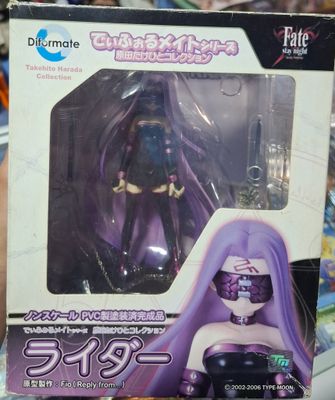 Diformate
Takehito Harada
Collection
でぃふぉるメイトシリーズ
原田たけひとコレクション
Fate
stay night
ノンスケール PVC製塗装済完成品
でぃふぉるメイトシリーズ 原田たけひとコレクション
ライダー
原型製作：Fio (Reply from...)
© 2002-2006 TYPE-MOON